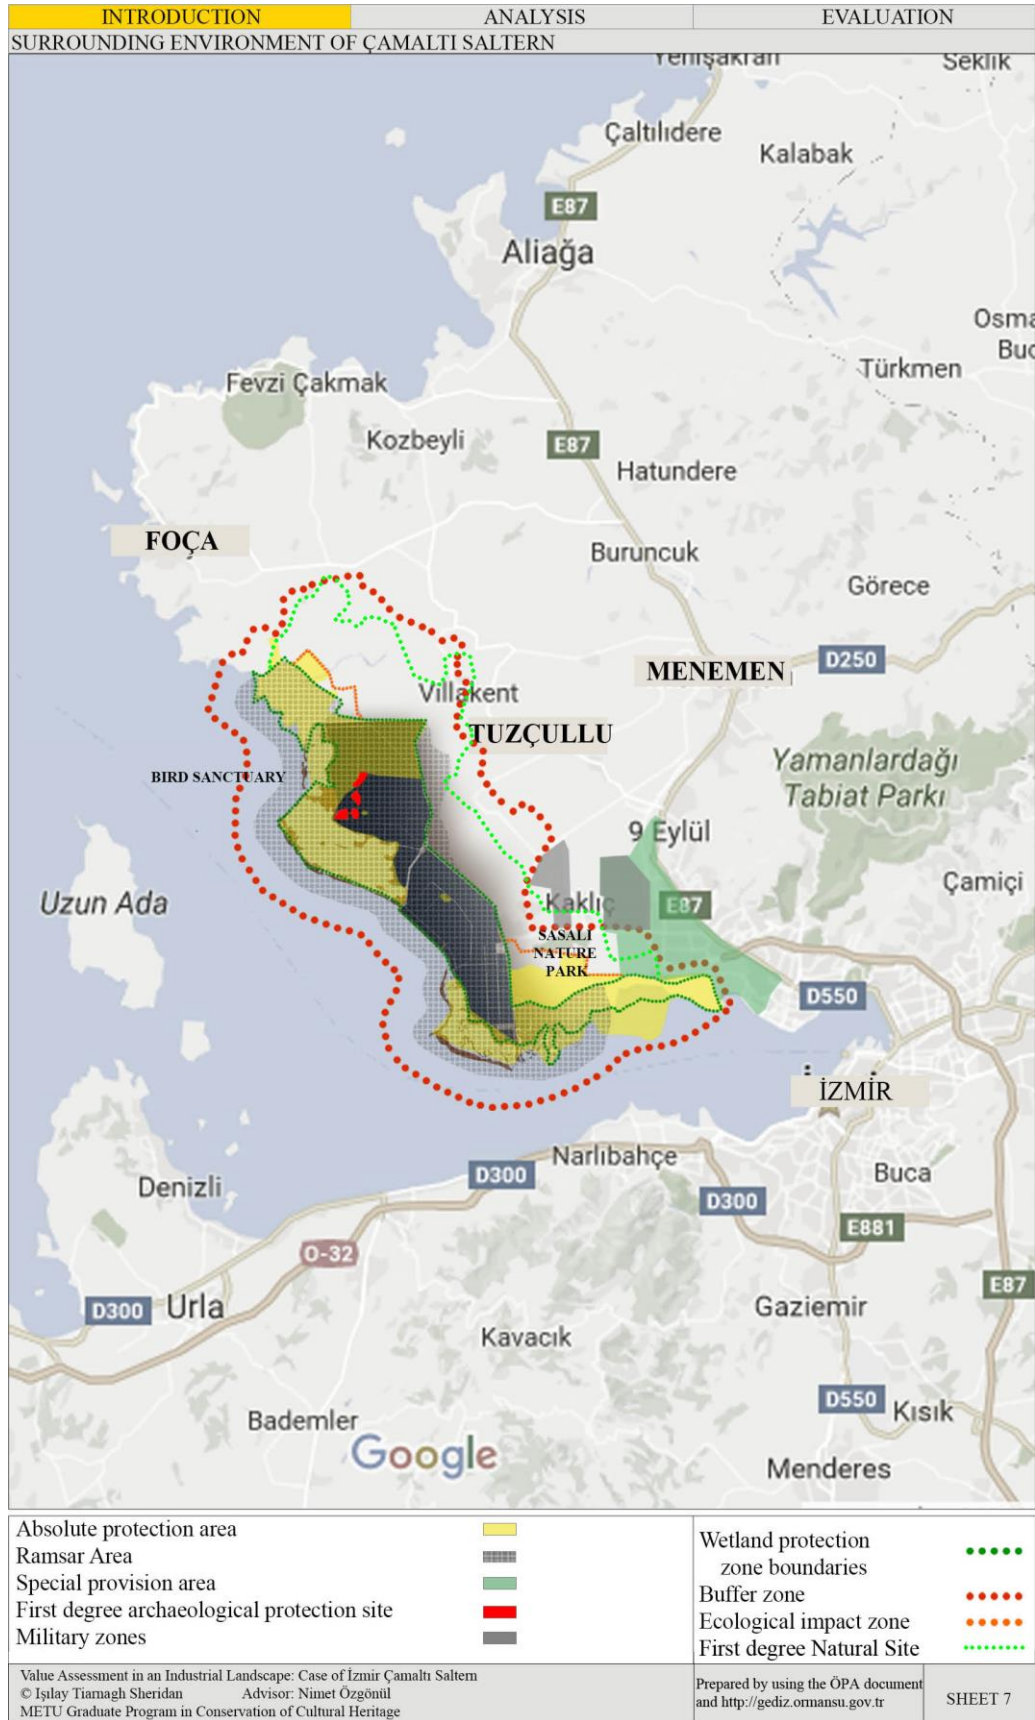 INTRODUCTION
ANALYSIS
EVALUATION
SURROUNDING ENVIRONMENT OF ÇAMALTI SALTERN
Yenişakran
Seklik
Çaltılıdere
Kalabak
E87
Aliağa
Osma
Buc
Türkmen
Fevzi Çakmak
Kozbeyli
E87
Hatundere
FOÇA
Buruncuk
Görece
MENEMEN
D250
Villakent
TUZÇULLU
BIRD SANCTUARY
Yamanlardağı
Tabiat Parkı
9 Eylül
Çamiçi
Uzun Ada
Kaklıç
E87
SASALI
NATURE
PARK
D550
İZMİR
Narlıbahçe
D300
Buca
Denizli
D300
E881
O-32
E87
D300
Urla
Gaziemir
Kavacık
D550
Kısık
Bademler
Google
Menderes
Absolute protection area
Ramsar Area
Special provision area
First degree archaeological protection site
Military zones
Wetland protection
zone boundaries
Buffer zone
Ecological impact zone
First degree Natural Site
Value Assessment in an Industrial Landscape: Case of İzmir Çamaltı Saltern
© Işılay Tiarnagh Sheridan Advisor: Nimet Özgönül
METU Graduate Program in Conservation of Cultural Heritage
Prepared by using the ÖPA document
and http://gediz.ormansu.gov.tr
SHEET 7